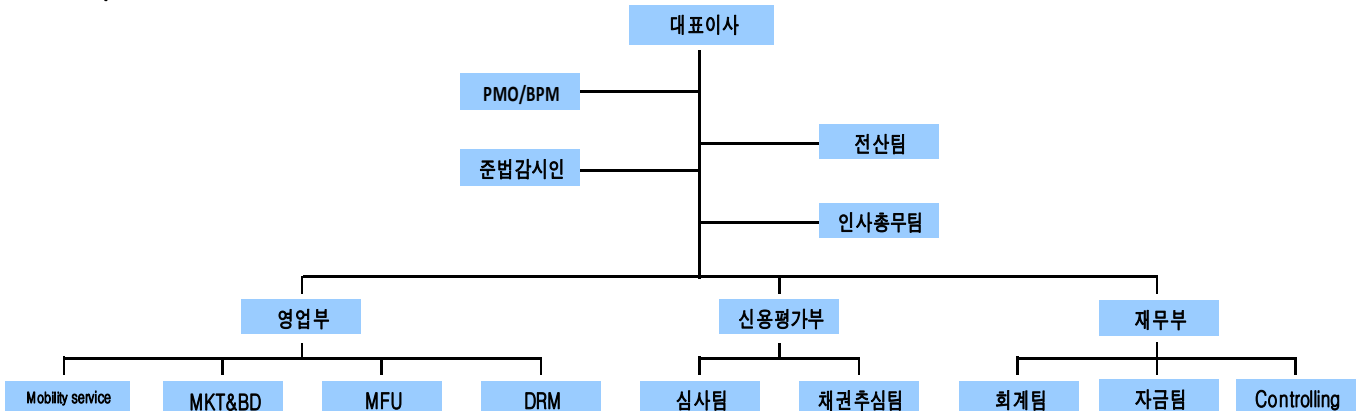 대표이사
PMO/BPM
전산팀
준법감시인
인사총무팀
영업부
신용평가부
재무부
Mobility service
MKT&BD
MFU
DRM
심사팀
채권추심팀
회계팀
자금팀
Controlling